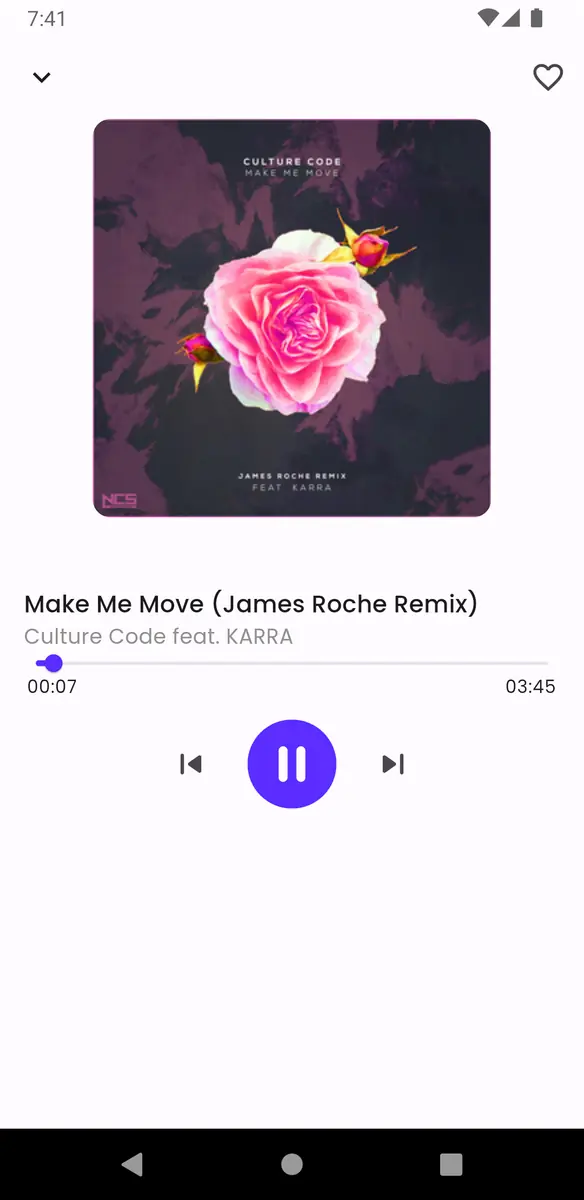 7:41
CULTURE CODE
MAKE ME MOVE
JAMES ROCHE REMIX
FEAT KARRA
NCS
Make Me Move (James Roche Remix)
Culture Code feat. KARRA
00:07
03:45